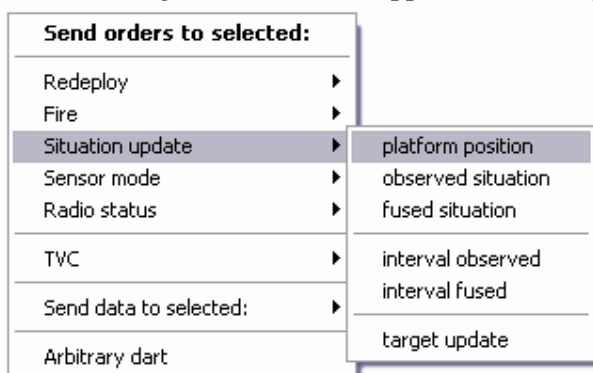 Send orders to selected:
Redeploy
Fire
Situation update
Sensor mode
Radio status
TVC
Send data to selected:
Arbitrary dart
platform position
observed situation
fused situation
interval observed
interval fused
target update